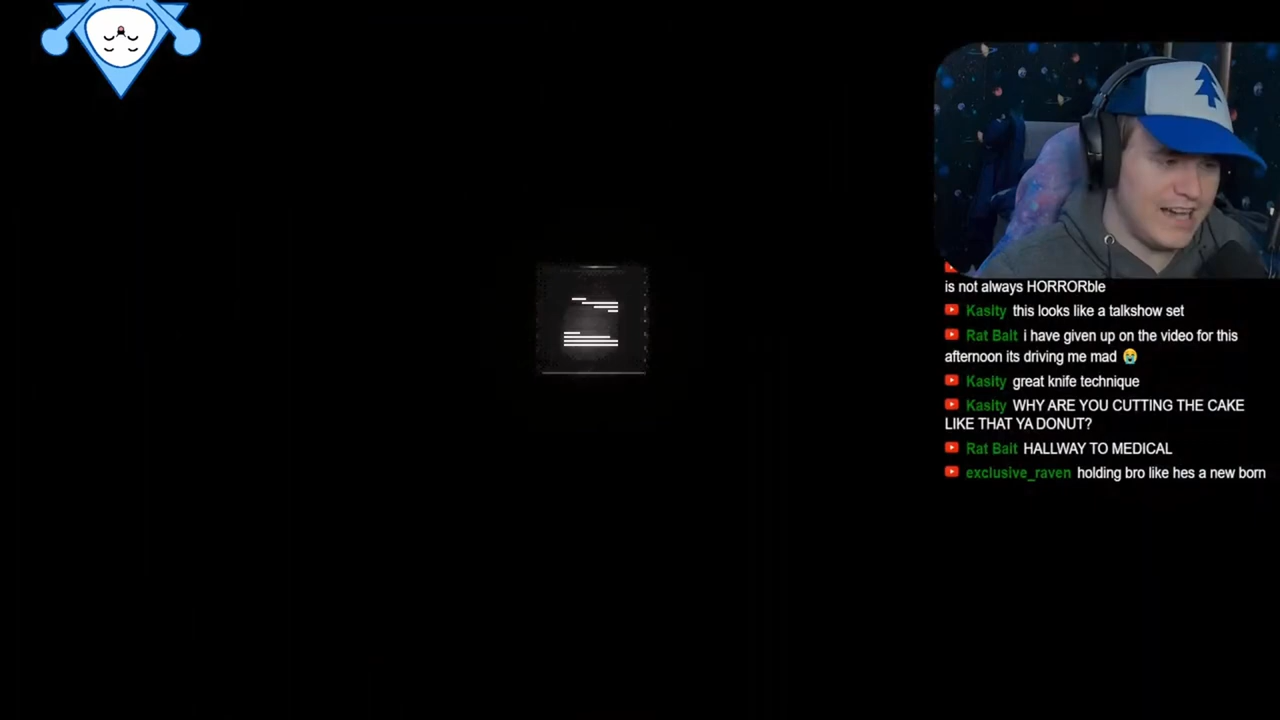 is not always HORRORble
Kasity this looks like a talkshow set
Rat Bait i have given up on the video for this
afternoon its driving me mad 😭
Kasity great knife technique
Kasity WHY ARE YOU CUTTING THE CAKE
LIKE THAT YA DONUT?
Rat Bait HALLWAY TO MEDICAL
exclusive_raven holding bro like hes a new born